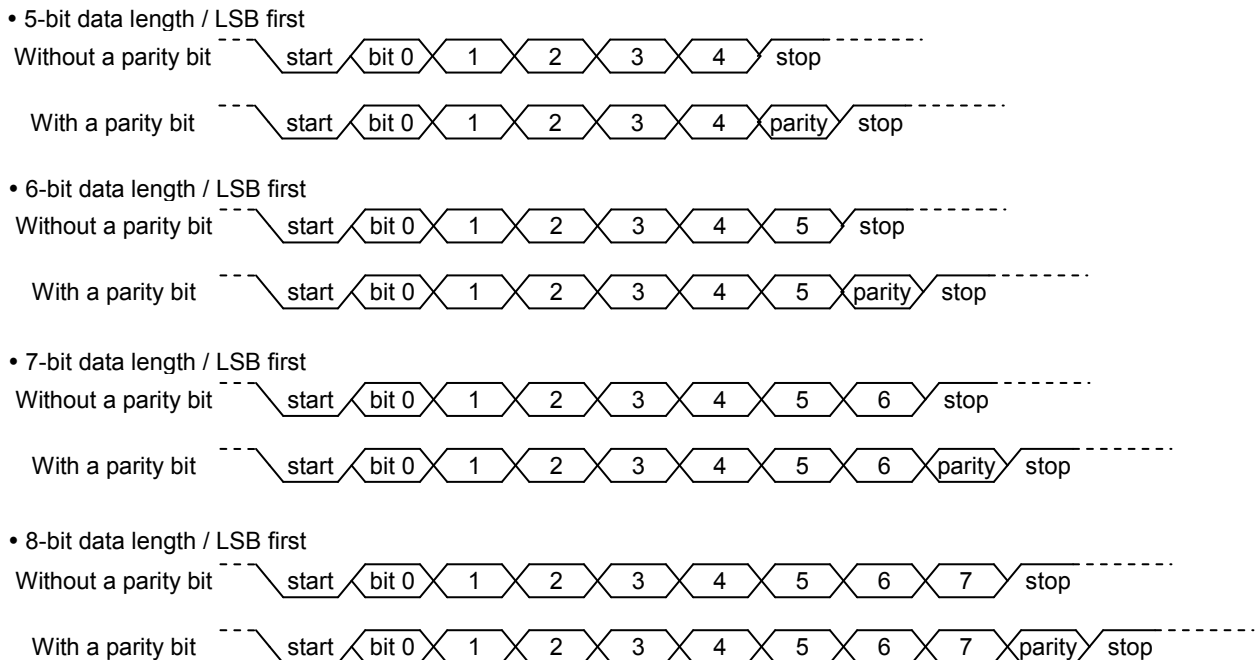 • 5-bit data length / LSB first
Without a parity bit start bit 0 1 2 3 4 stop
With a parity bit start bit 0 1 2 3 4 parity stop
• 6-bit data length / LSB first
Without a parity bit start bit 0 1 2 3 4 5 stop
With a parity bit start bit 0 1 2 3 4 5 parity stop
• 7-bit data length / LSB first
Without a parity bit start bit 0 1 2 3 4 5 6 stop
With a parity bit start bit 0 1 2 3 4 5 6 parity stop
• 8-bit data length / LSB first
Without a parity bit start bit 0 1 2 3 4 5 6 7 stop
With a parity bit start bit 0 1 2 3 4 5 6 7 parity stop